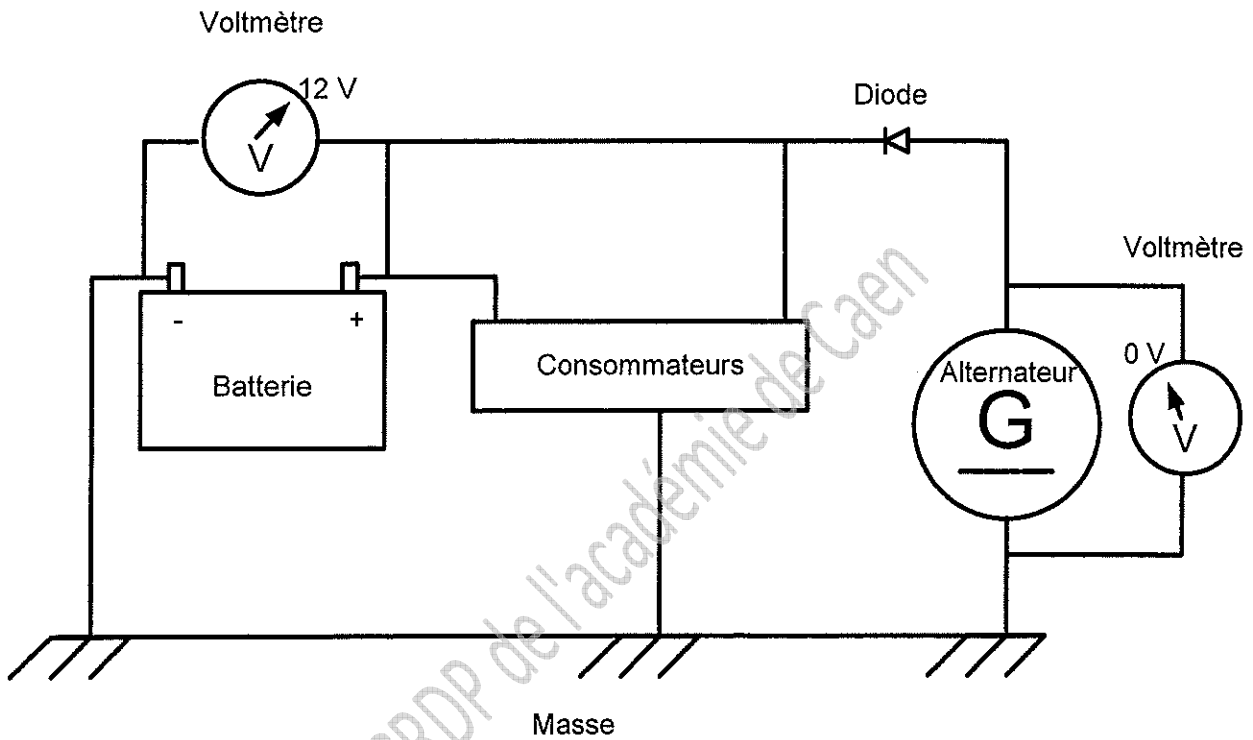 Voltmètre
12 V
V
Diode
Voltmètre
- +
Batterie
Consommateurs
Alternateur
G
0 V
V
Masse
CRDP de l'académie de Caen